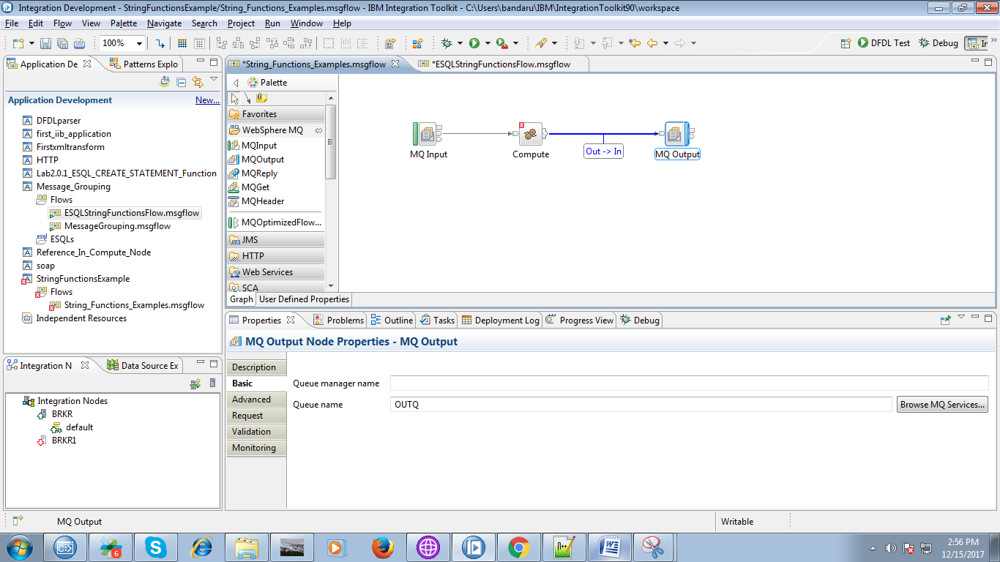 Integration Development - StringFunctionsExample/String_Functions_Examples.msgflow - IBM Integration Toolkit - C:\Users\bandaru\IBM\IntegrationToolkit90\workspace
File Edit Flow View Palette Navigate Search Project Run Window Help
100% DFDL Test Debug
Application De Patterns Explo
Application Development New...
DFDLparser
first_iib_application
Firstxmltransform
HTTP
Lab2.0.1_ESQL_CREATE_STATEMENT_Function
Message_Grouping
Flows
ESQLStringFunctionsFlow.msgflow
MessageGrouping.msgflow
esql ESQLs
Reference_In_Compute_Node
soap
StringFunctionsExample
Flows
String_Functions_Examples.msgflow
Independent Resources
Integration N Data Source Ex
Integration Nodes
BRKR
default
BRKR1
*String_Functions_Examples.msgflow *ESQLStringFunctionsFlow.msgflow
Palette
Favorites
WebSphere MQ
MQInput
MQOutput
MQReply
MQGet
MQHeader
MQOptimizedFlow...
JMS
HTTP
Web Services
SCA
MQ Input Compute Out -> In MQ Output
Graph User Defined Properties
Properties Problems Outline Tasks Deployment Log Progress View Debug
MQ Output Node Properties - MQ Output
Description
Basic
Advanced
Request
Validation
Monitoring
Queue manager name
Queue name OUTQ Browse MQ Services...
MQ Output Writable
6
2:56 PM
12/15/2017